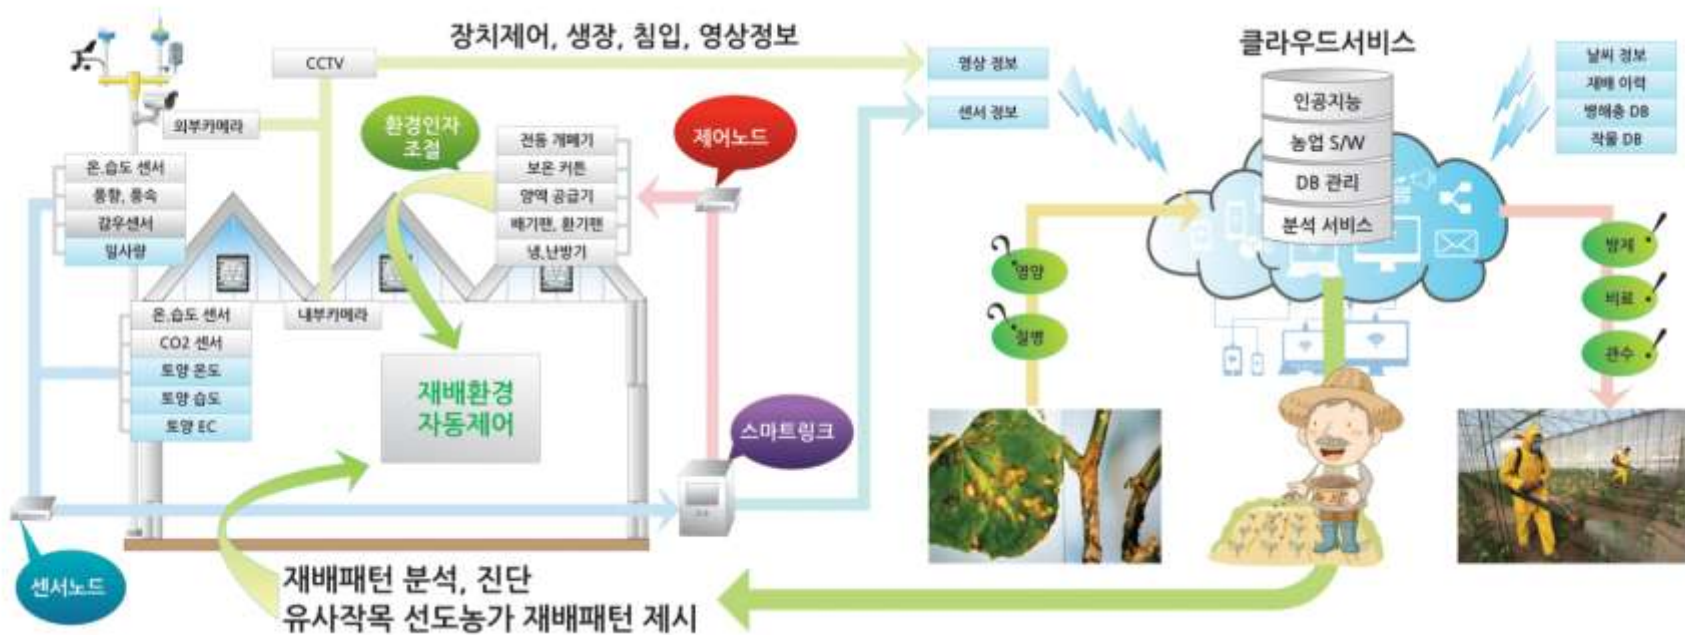 장치제어, 생장, 침입, 영상정보
CCTV
외부카메라
온.습도 센서
풍향, 풍속
감우센서
일사량
환경인자
조절
전동 개폐기
보온 커튼
양액 공급기
배기팬, 환기팬
냉,난방기
제어노드
온.습도 센서
CO2 센서
토양 온도
토양 습도
토양 EC
내부카메라
재배환경
자동제어
스마트링크
센서노드
재배패턴 분석, 진단
유사작목 선도농가 재배패턴 제시
영상 정보
센서 정보
클라우드서비스
인공지능
농업 S/W
DB 관리
분석 서비스
날씨 정보
재배 이력
병해충 DB
작물 DB
영양
질병
방제
비료
관수